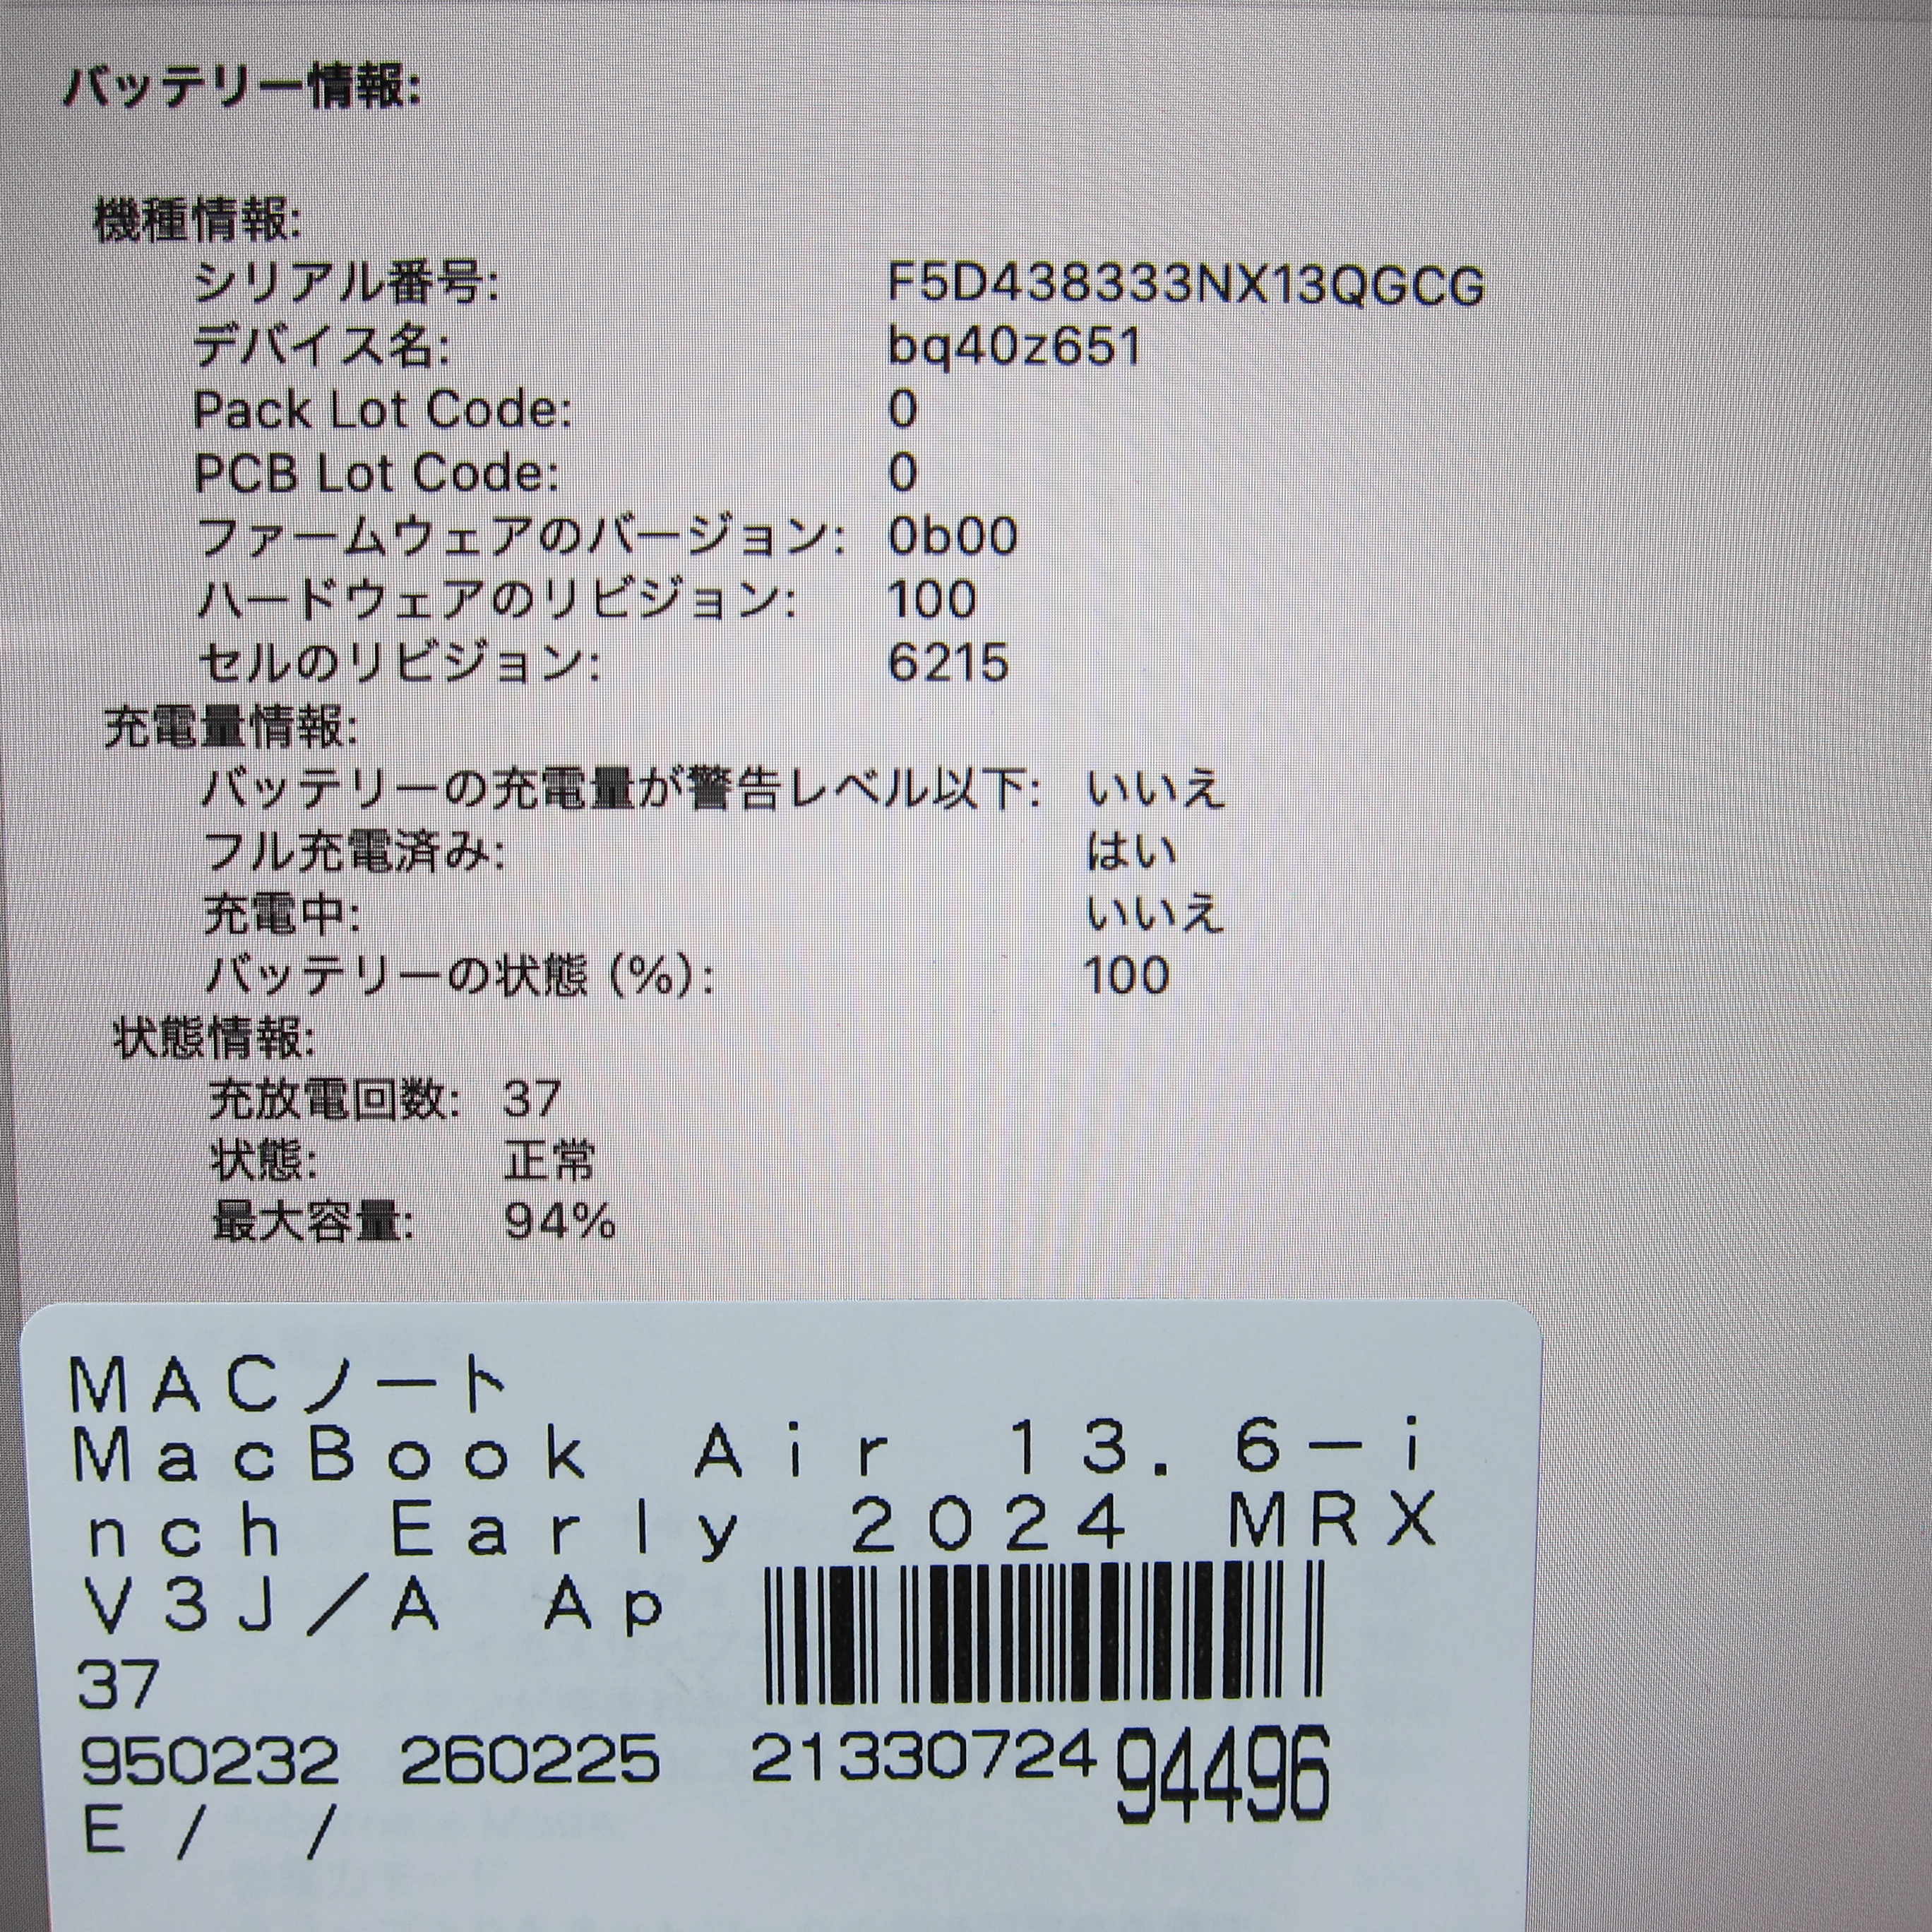 バッテリー情報:
機種情報:
シリアル番号: F5D438333NX13QGCG
デバイス名: bq40z651
Pack Lot Code: 0
PCB Lot Code: 0
ファームウェアのバージョン: 0b00
ハードウェアのリビジョン: 100
セルのリビジョン: 6215
充電量情報:
バッテリーの充電量が警告レベル以下: いいえ
フル充電済み: はい
充電中: いいえ
バッテリーの状態 (%): 100
状態情報:
充放電回数: 37
状態: 正常
最大容量: 94%
MACノート
MacBook Air 13.6-i
nch Early 2024 MRX
V3J/A Ap
37
950232 260225 2133072494496
E / /